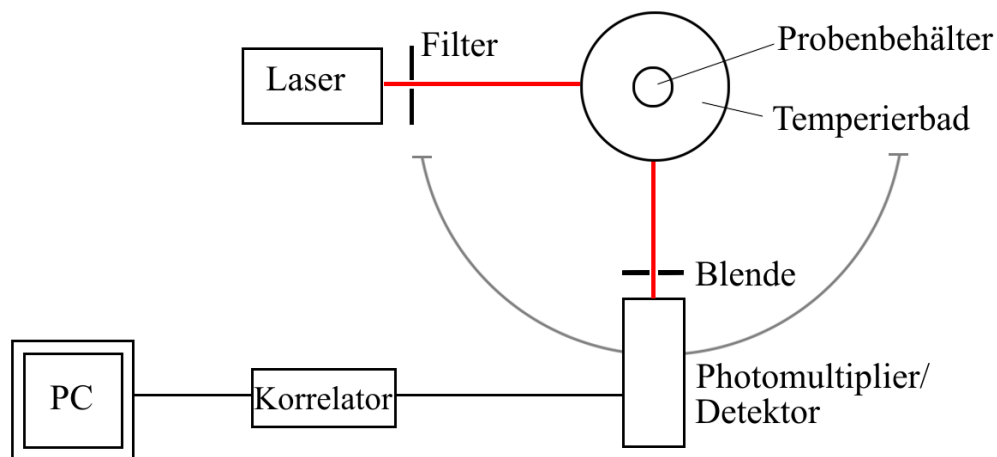 Filter
Probenbehälter
Laser
Temperierbad
Blende
Photomultiplier/
Detektor
PC
Korrelator